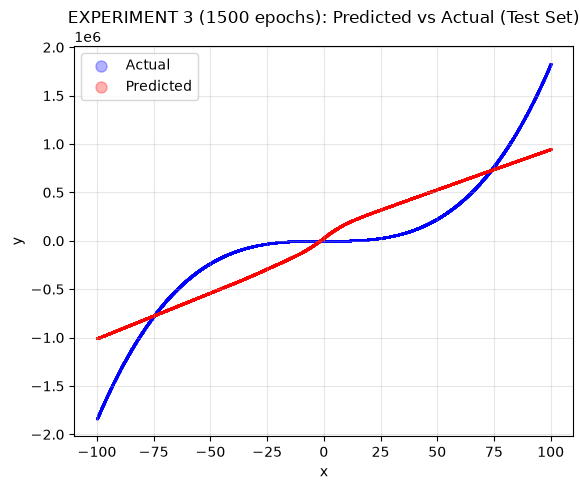 EXPERIMENT 3 (1500 epochs): Predicted vs Actual (Test Set)
1e6
Actual
Predicted
2.0
1.5
1.0
0.5
0.0
−0.5
−1.0
−1.5
−2.0
y
−100 −75 −50 −25 0 25 50 75 100
x